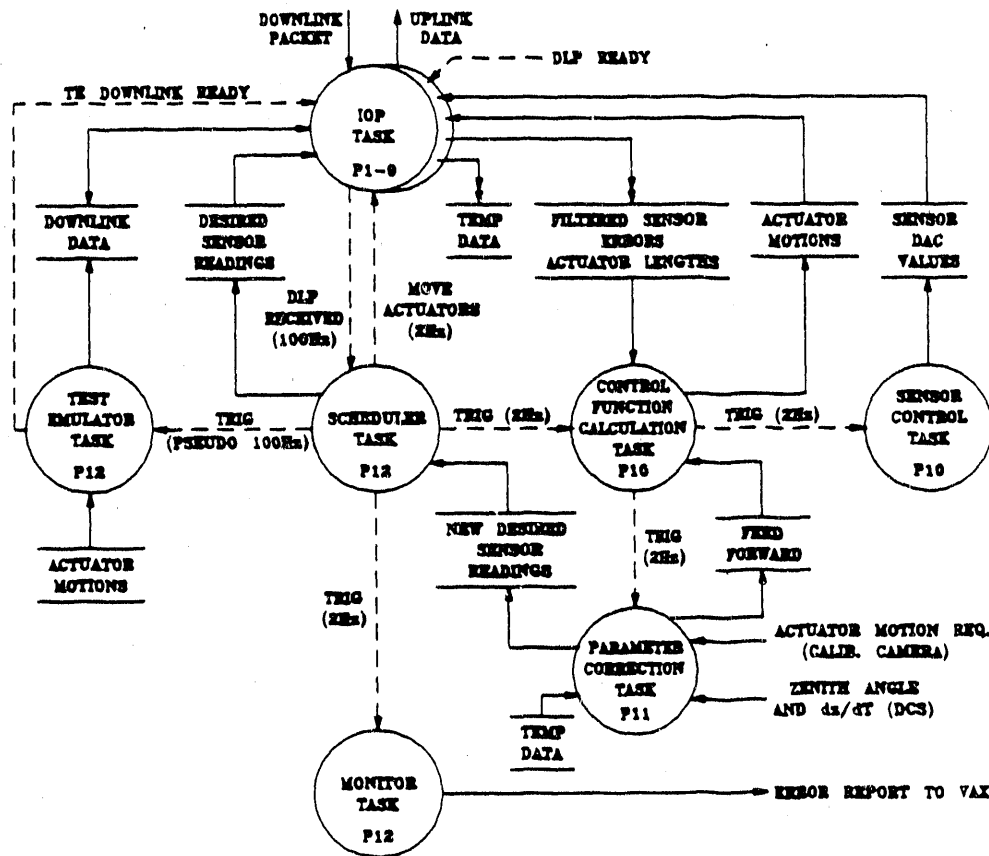 DOWNLINK
PACKET
UPLINK
DATA
DLP READY
TE DOWNLINK READY
IOP
TASK
P1-9
DOWNLINK
DATA
DESIRED
SENSOR
READINGS
TEMP
DATA
FILTERED SENSOR
ERRORS
ACTUATOR LENGTHS
ACTUATOR
MOTIONS
SENSOR
DAC
VALUES
DLP
RECEIVED
(100Hz)
MOVE
ACTUATORS
(2Hz)
TEST
EMULATOR
TASK
P12
TRIG
(PSEUDO 100Hz)
SCHEDULER
TASK
P12
TRIG (2Hz)
CONTROL
FUNCTION
CALCULATION
TASK
P10
TRIG (2Hz)
SENSOR
CONTROL
TASK
P10
ACTUATOR
MOTIONS
NEW DESIRED
SENSOR
READINGS
TRIG
(2Hz)
FEED
FORWARD
TRIG
(2Hz)
PARAMETER
CORRECTION
TASK
P11
ACTUATOR MOTION REQ.
(CALIB. CAMERA)
ZENITH ANGLE
AND dz/dT (DCS)
TEMP
DATA
MONITOR
TASK
P12
ERROR REPORT TO VAX